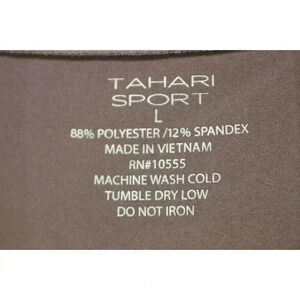 TAHARI
SPORT
L
88% POLYESTER /12% SPANDEX
MADE IN VIETNAM
RN#10555
MACHINE WASH COLD
TUMBLE DRY LOW
DO NOT IRON